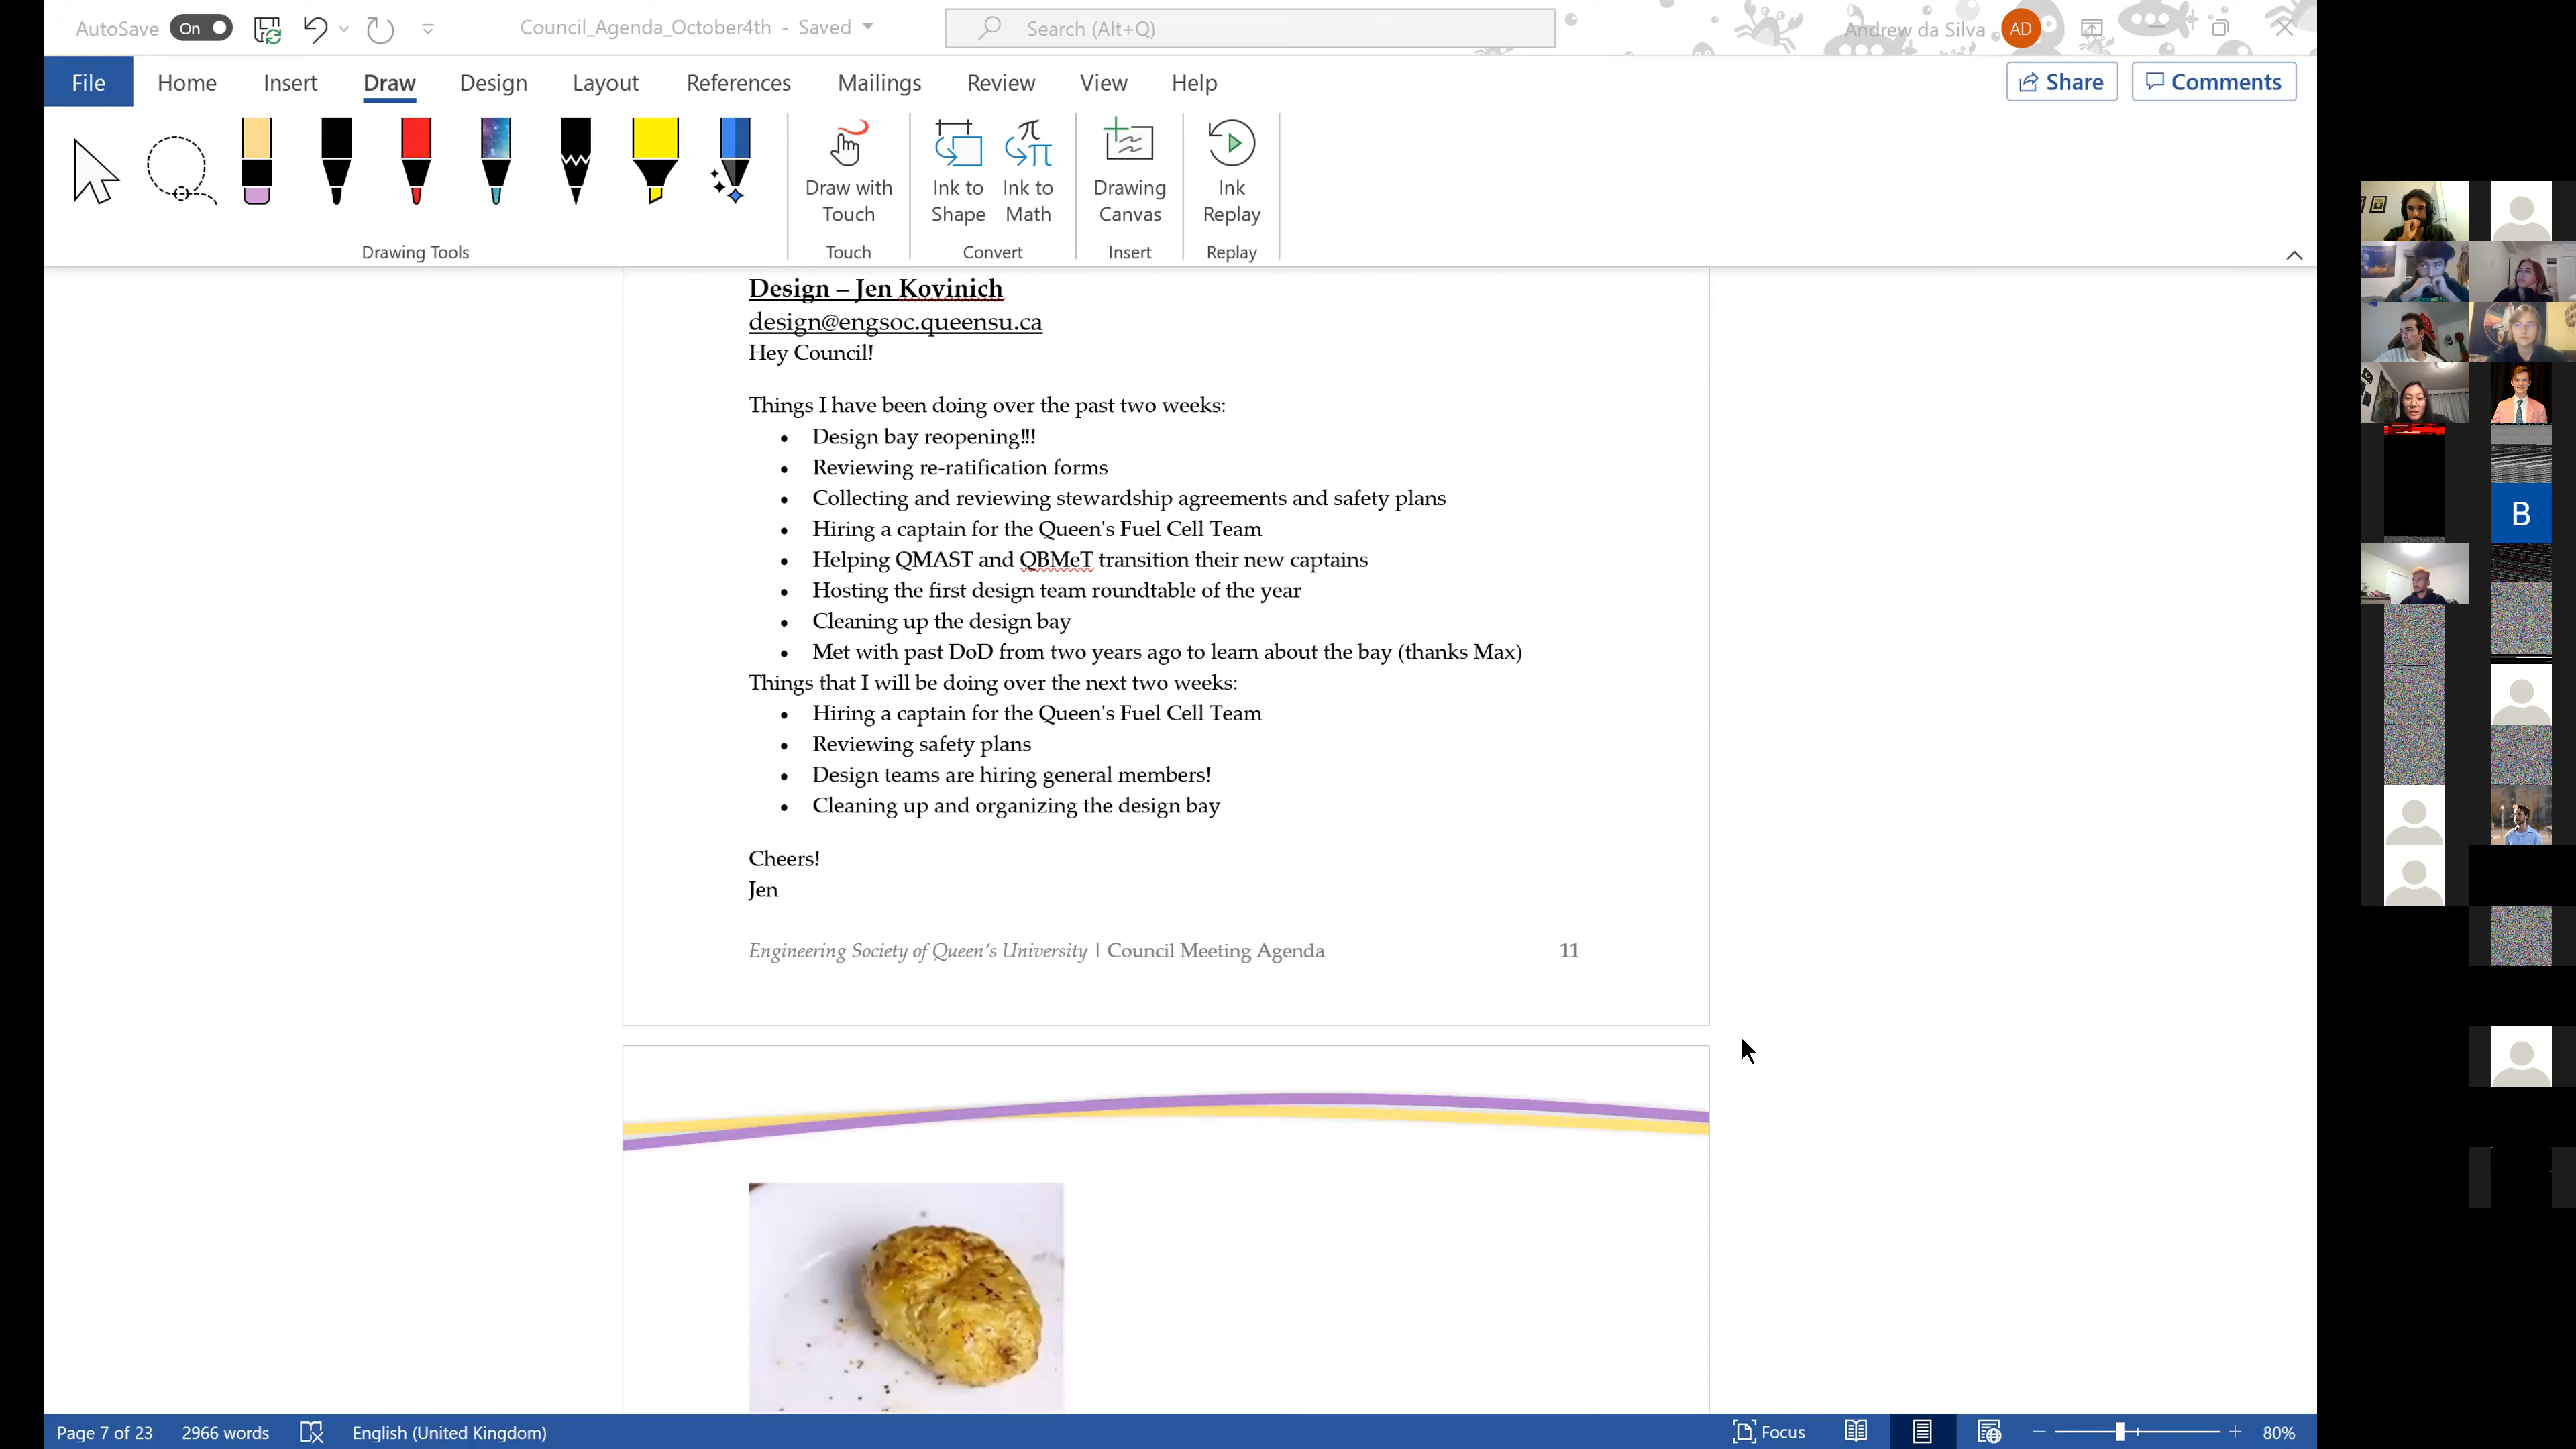 AutoSave On Council_Agenda_October4th - Saved Search (Alt+Q) Andrew da Silva AD
File Home Insert Draw Design Layout References Mailings Review View Help Share Comments
Draw with Touch
Ink to Shape
Ink to Math
Drawing Canvas
Ink Replay
Drawing Tools Touch Convert Insert Replay
Design – Jen Kovinich
design@engsoc.queensu.ca
Hey Council!
Things I have been doing over the past two weeks:
• Design bay reopening!!!
• Reviewing re-ratification forms
• Collecting and reviewing stewardship agreements and safety plans
• Hiring a captain for the Queen's Fuel Cell Team
• Helping QMAST and QBMeT transition their new captains
• Hosting the first design team roundtable of the year
• Cleaning up the design bay
• Met with past DoD from two years ago to learn about the bay (thanks Max)
Things that I will be doing over the next two weeks:
• Hiring a captain for the Queen's Fuel Cell Team
• Reviewing safety plans
• Design teams are hiring general members!
• Cleaning up and organizing the design bay
Cheers!
Jen
Engineering Society of Queen's University | Council Meeting Agenda 11
B
Page 7 of 23 2966 words English (United Kingdom) Focus 80%